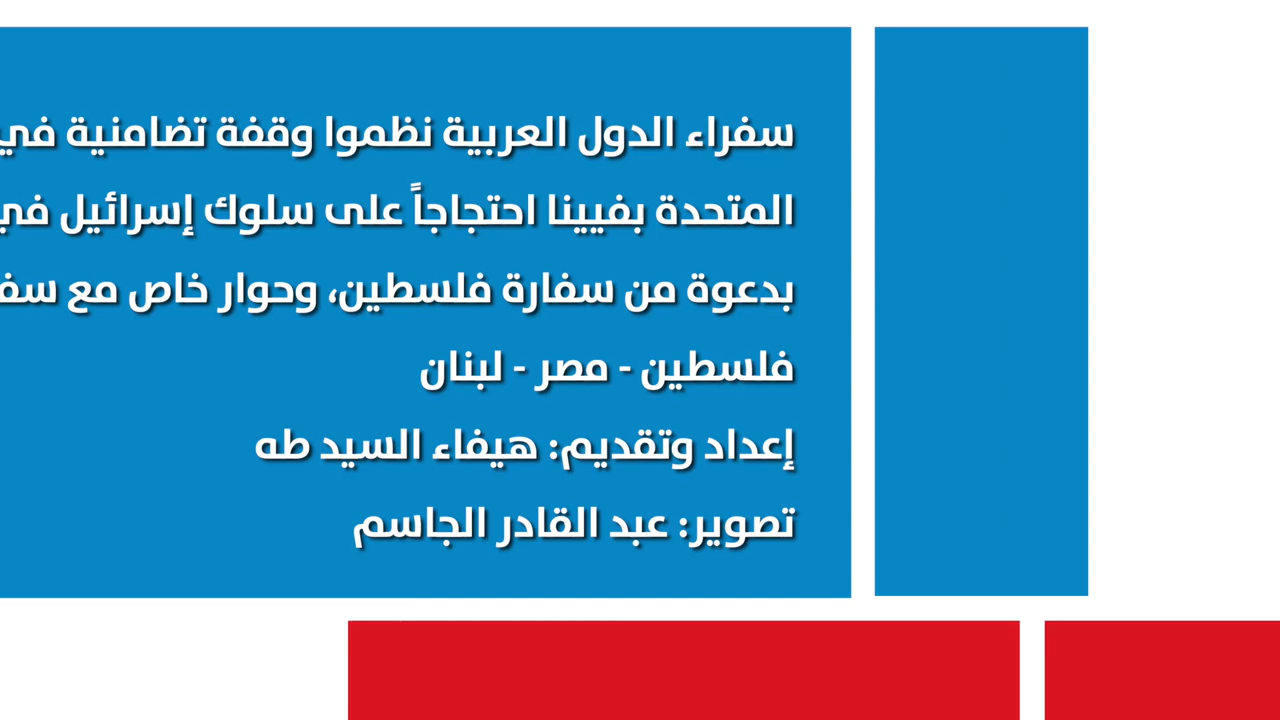 سفراء الدول العربية نظموا وقفة تضامنية في
المتحدة بفيينا احتجاجاً على سلوك إسرائيل في
بدعوة من سفارة فلسطين، وحوار خاص مع
فلسطين - مصر - لبنان
إعداد وتقديم: هيفاء السيد طه
تصوير: عبد القادر الجاسم